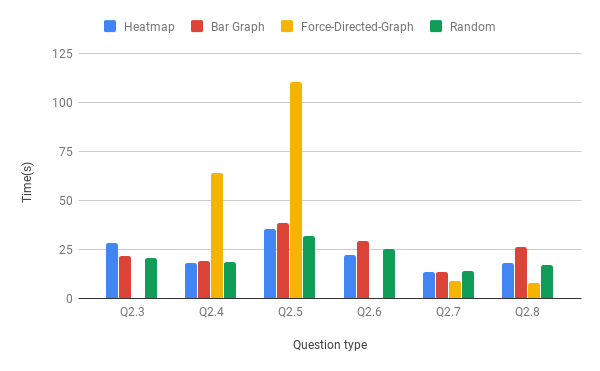 Heatmap Bar Graph Force-Directed-Graph Random
125
100
75
50
25
0
Time(s)
Q2.3 Q2.4 Q2.5 Q2.6 Q2.7 Q2.8
Question type